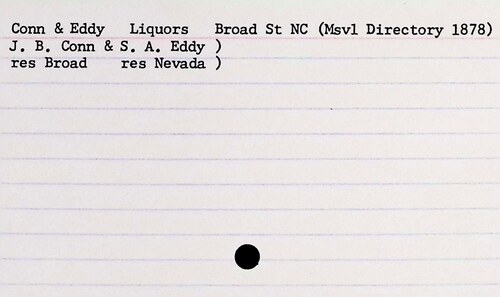 Conn & Eddy Liquors Broad St NC (Msvl Directory 1878)
J. B. Conn & S. A. Eddy )
res Broad res Nevada )